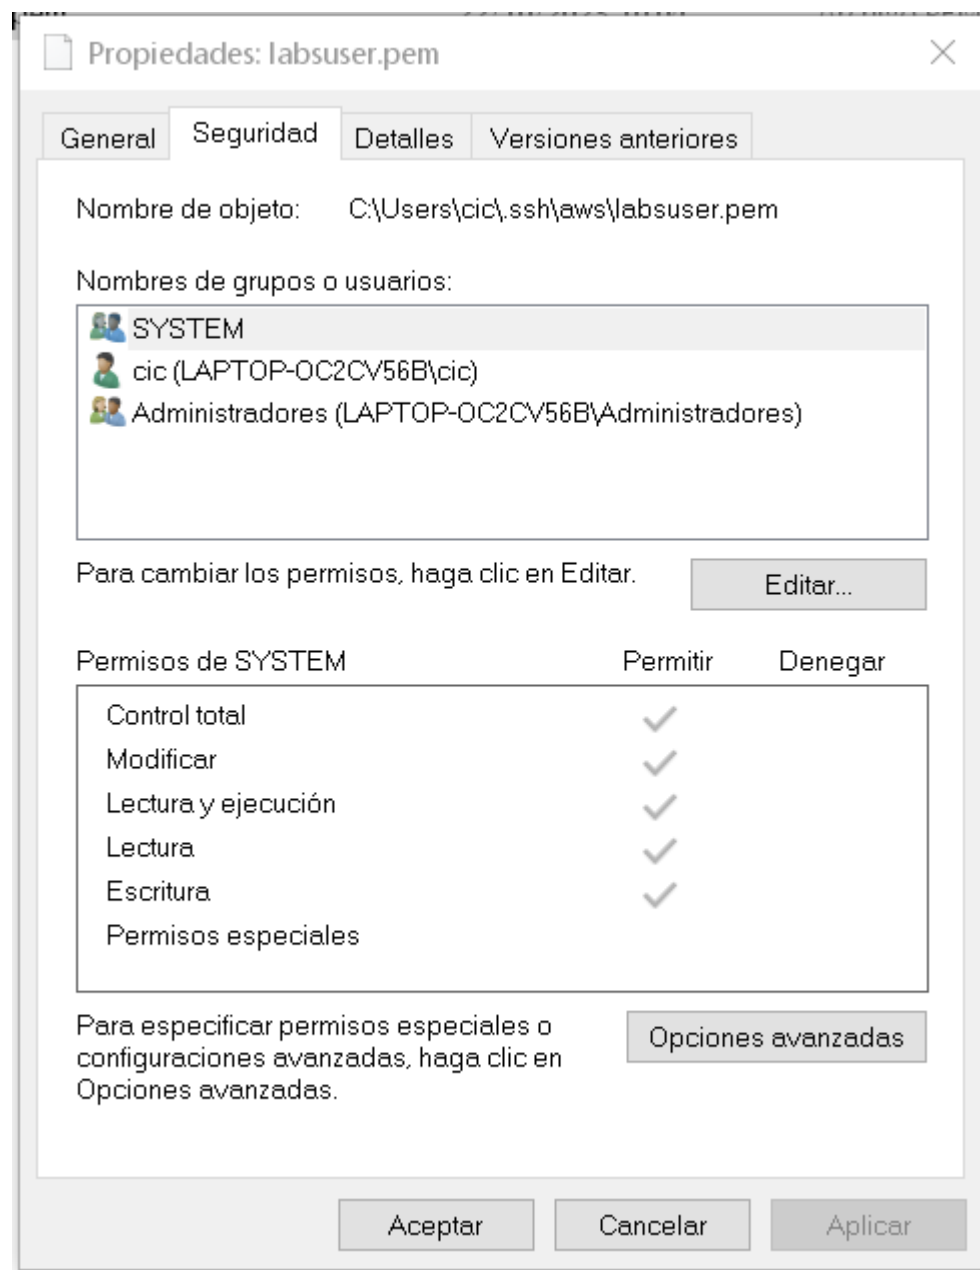 Propiedades: labsuser.pem
General Seguridad Detalles Versiones anteriores
Nombre de objeto: C:\Users\cic\.ssh\aws\labsuser.pem
Nombres de grupos o usuarios:
SYSTEM
cic (LAPTOP-OC2CV56B\cic)
Administradores (LAPTOP-OC2CV56B\Administradores)
Para cambiar los permisos, haga clic en Editar. Editar...
Permisos de SYSTEM Permitir Denegar
Control total
Modificar
Lectura y ejecución
Lectura
Escritura
Permisos especiales
Para especificar permisos especiales o
configuraciones avanzadas, haga clic en
Opciones avanzadas.
Opciones avanzadas
Aceptar Cancelar Aplicar